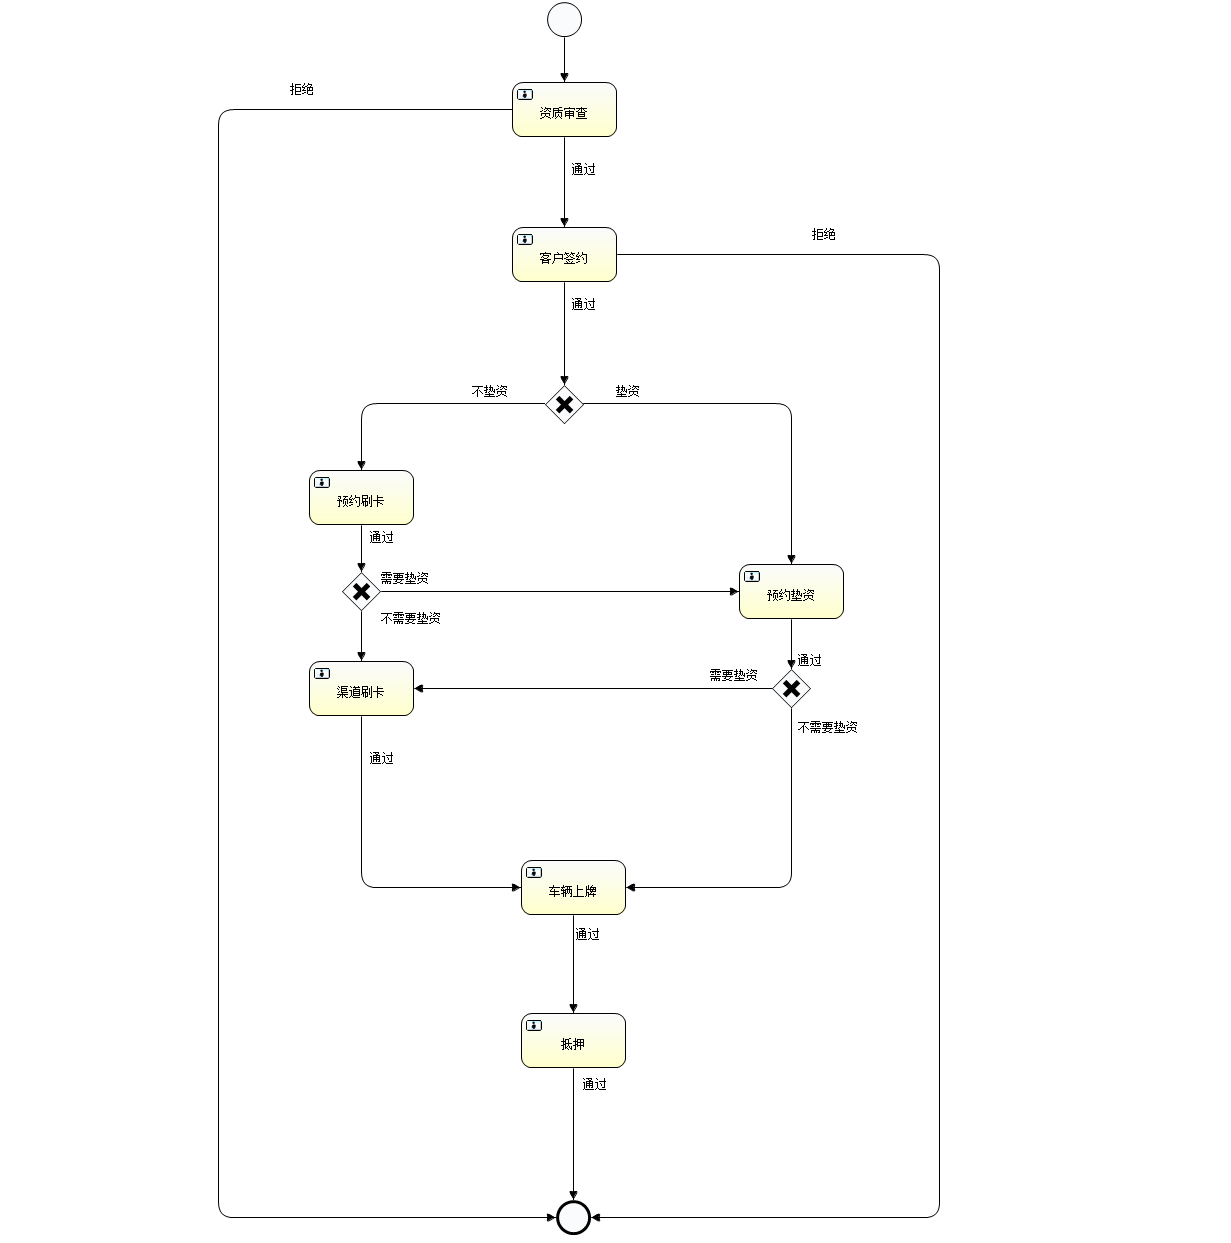 拒绝
资质审查
通过
拒绝
客户签约
通过
不垫资
垫资
预约刷卡
通过
需要垫资
预约垫资
不需要垫资
通过
需要垫资
渠道刷卡
不需要垫资
通过
车辆上牌
通过
抵押
通过